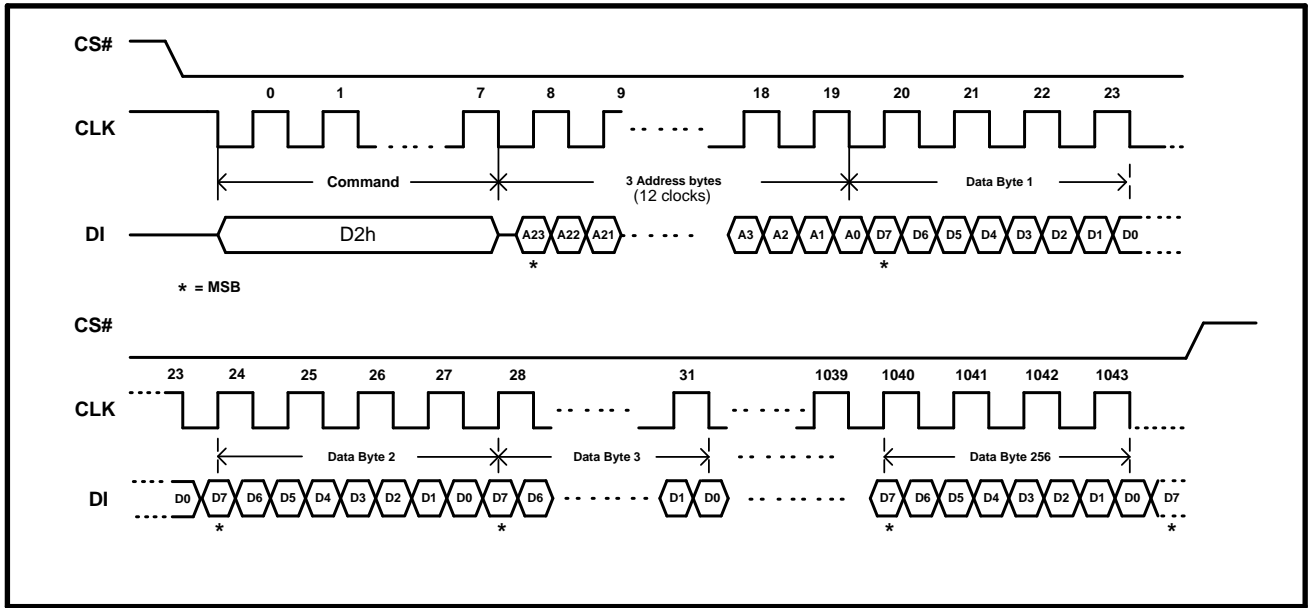 CS#
0 1 7 8 9 18 19 20 21 22 23
CLK
Command 3 Address bytes Data Byte 1
(12 clocks)
DI D2h A23 A22 A21 A3 A2 A1 A0 D7 D6 D5 D4 D3 D2 D1 D0
* *
* = MSB
CS#
23 24 25 26 27 28 31 1039 1040 1041 1042 1043
CLK
Data Byte 2 Data Byte 3 Data Byte 256
DI D0 D7 D6 D5 D4 D3 D2 D1 D0 D7 D6 D1 D0 D7 D6 D5 D4 D3 D2 D1 D0 D7
* * * *